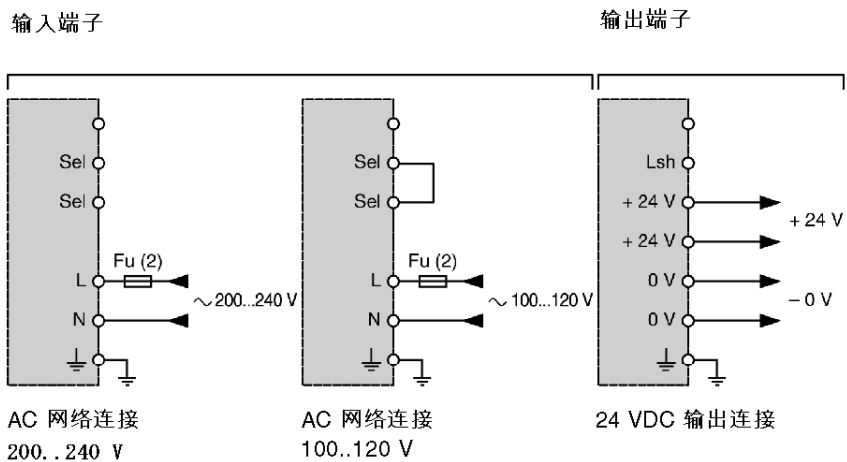 输入端子
输出端子
Sel
Sel
Fu (2)
L
N
～200...240 V
AC 网络连接
200..240 V
Sel
Sel
Fu (2)
L
N
～100...120 V
AC 网络连接
100..120 V
Lsh
+ 24 V
+ 24 V
+ 24 V
0 V
0 V
– 0 V
24 VDC 输出连接